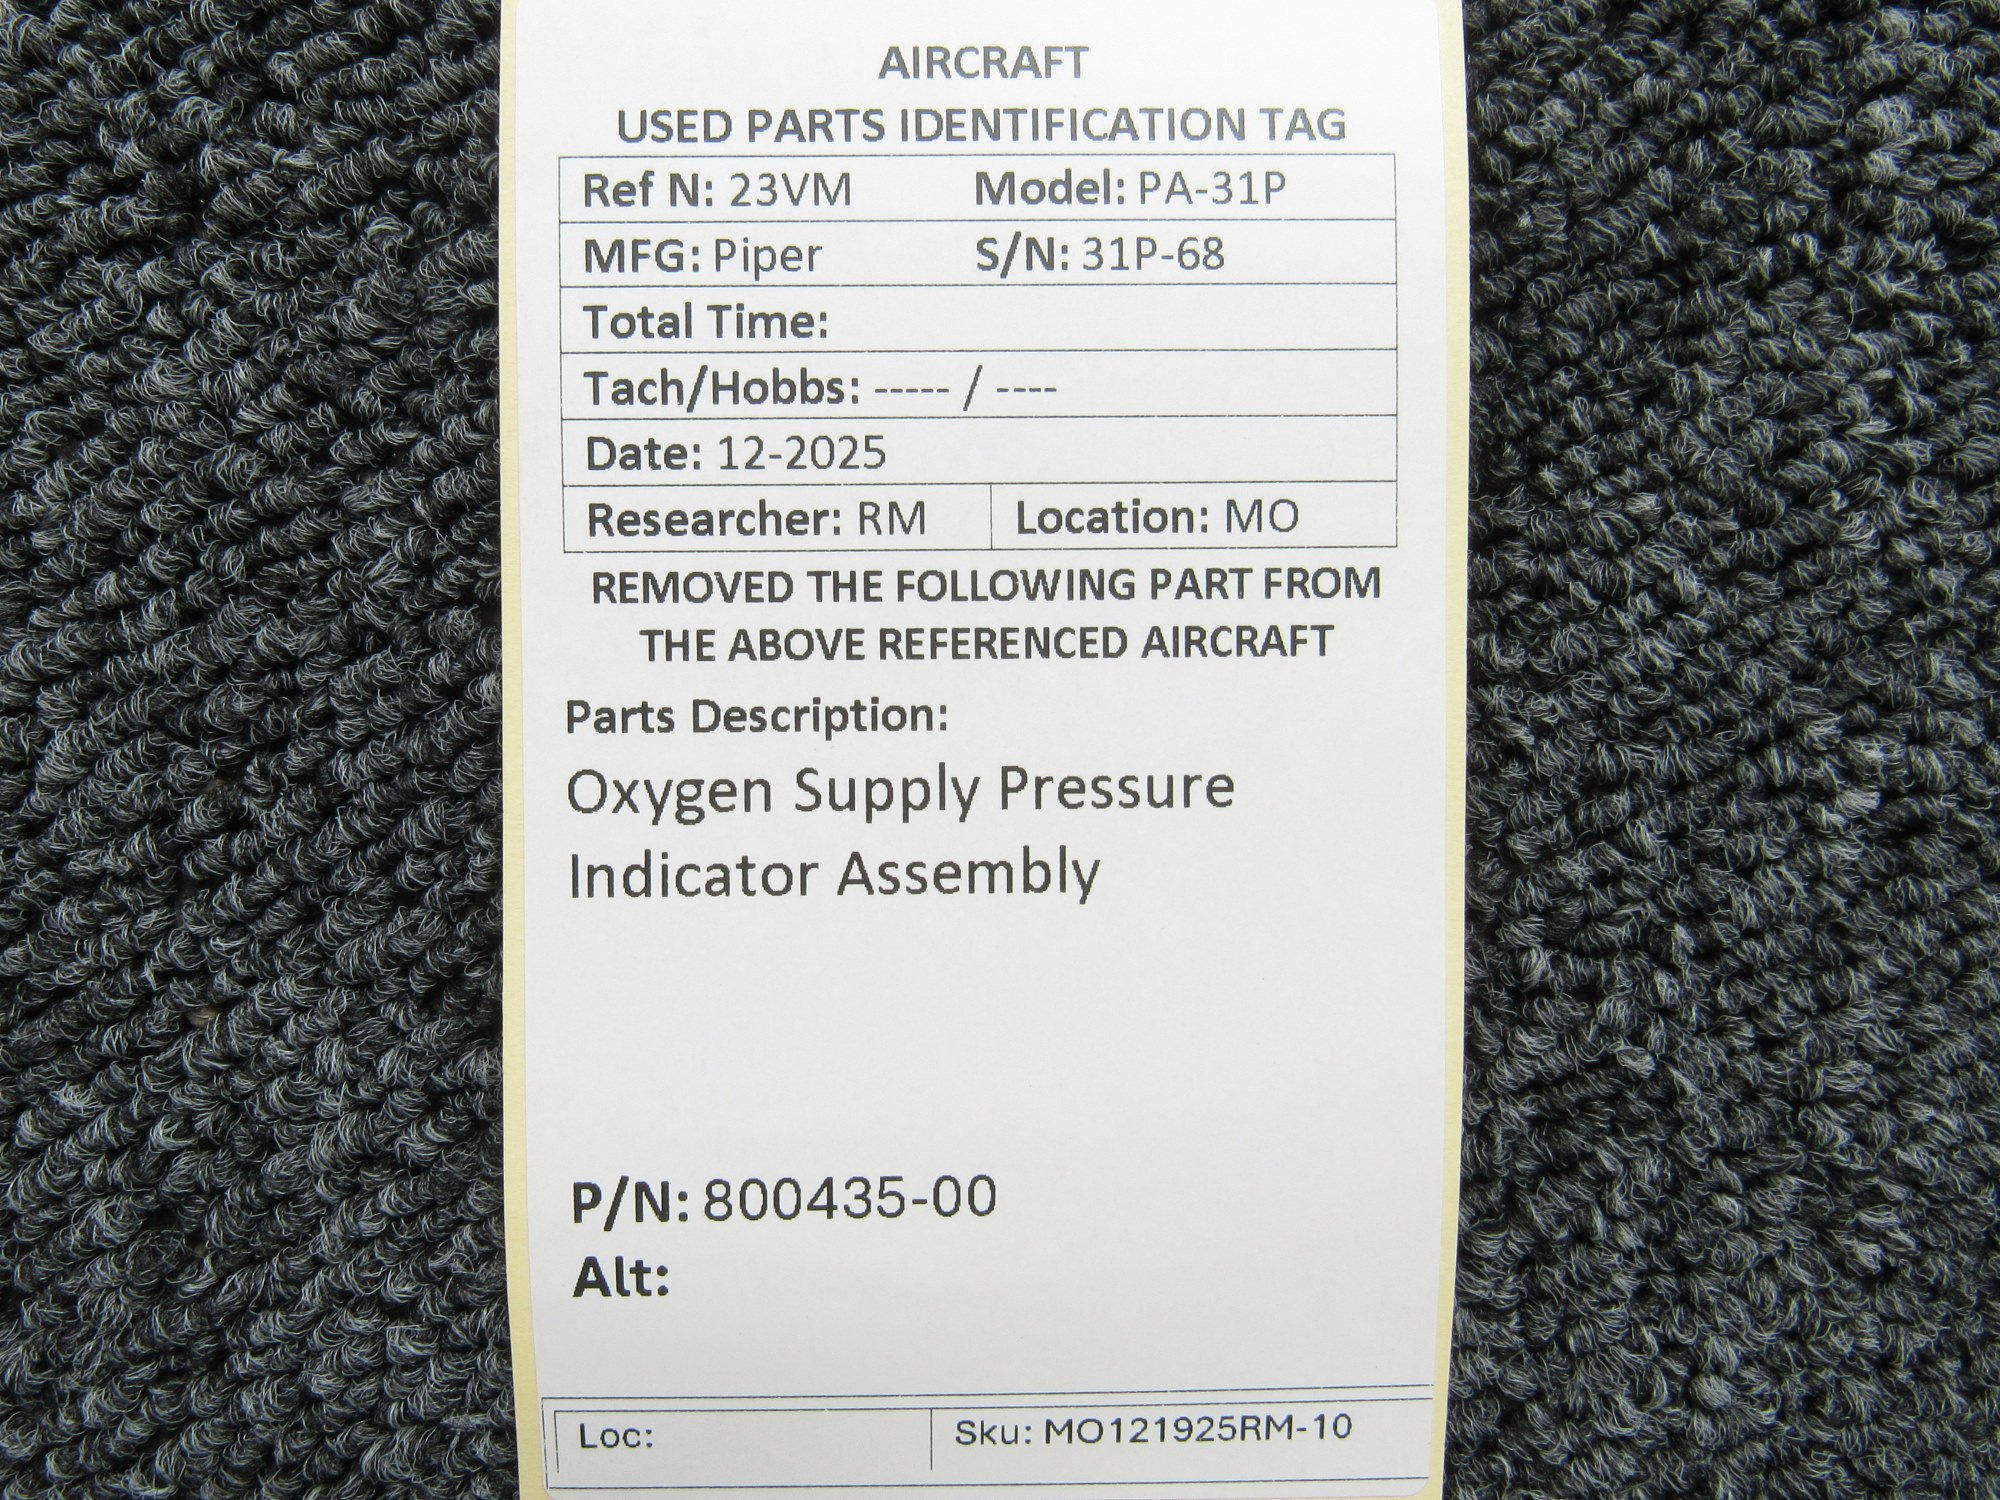 AIRCRAFT
USED PARTS IDENTIFICATION TAG
Ref N: 23VM Model: PA-31P
MFG: Piper S/N: 31P-68
Total Time:
Tach/Hobbs: ----- / ----
Date: 12-2025
Researcher: RM Location: MO
REMOVED THE FOLLOWING PART FROM
THE ABOVE REFERENCED AIRCRAFT
Parts Description:
Oxygen Supply Pressure
Indicator Assembly
P/N: 800435-00
Alt:
Loc: Sku: MO121925RM-10